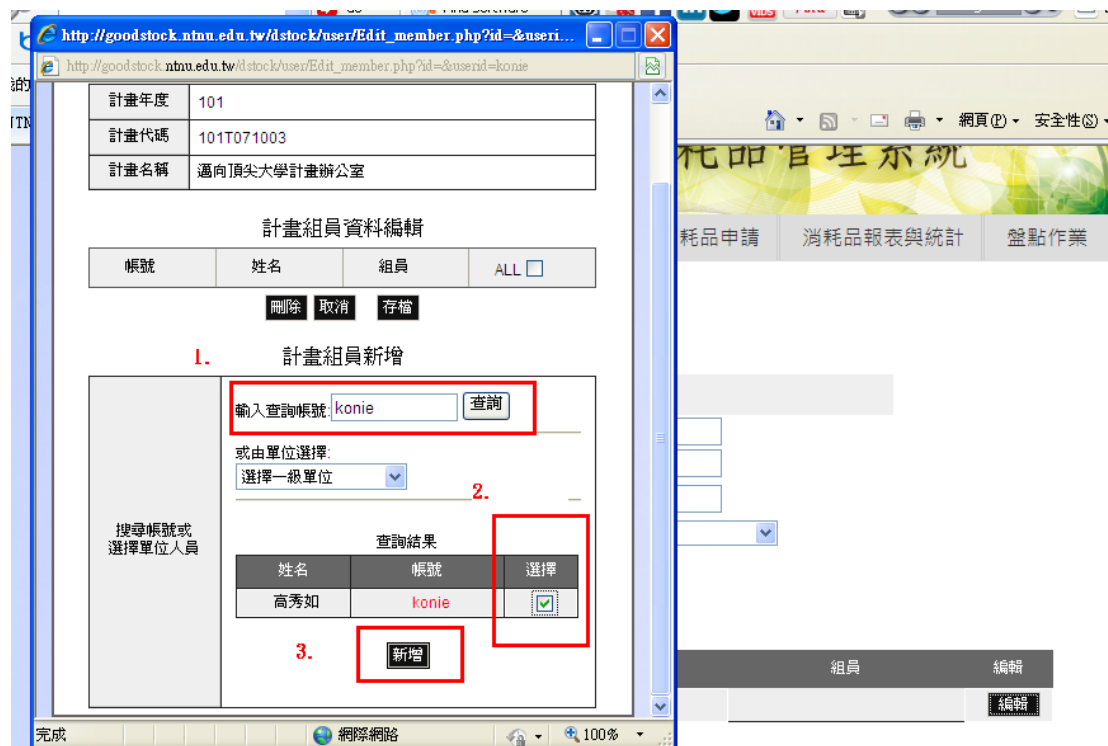 http://goodstock.ntnu.edu.tw/dstock/user/Edit_member.php?id=&useri...
http://goodstock.ntnu.edu.tw/dstock/user/Edit_member.php?id=&userid=konie
計畫年度 101
計畫代碼 101T071003
計畫名稱 邁向頂尖大學計畫辦公室
計畫組員資料編輯
帳號 姓名 組員 ALL
刪除 取消 存檔
1. 計畫組員新增
輸入查詢帳號: konie 查詢
或由單位選擇:
選擇一級單位
2.
搜尋帳號或
選擇單位人員
查詢結果
姓名 帳號 選擇
高秀如 konie
3. 新增
完成 網際網路 100%
網頁(P) 安全性(S)
耗品管理系統
耗品申請 消耗品報表與統計 盤點作業
組員 編輯
編輯